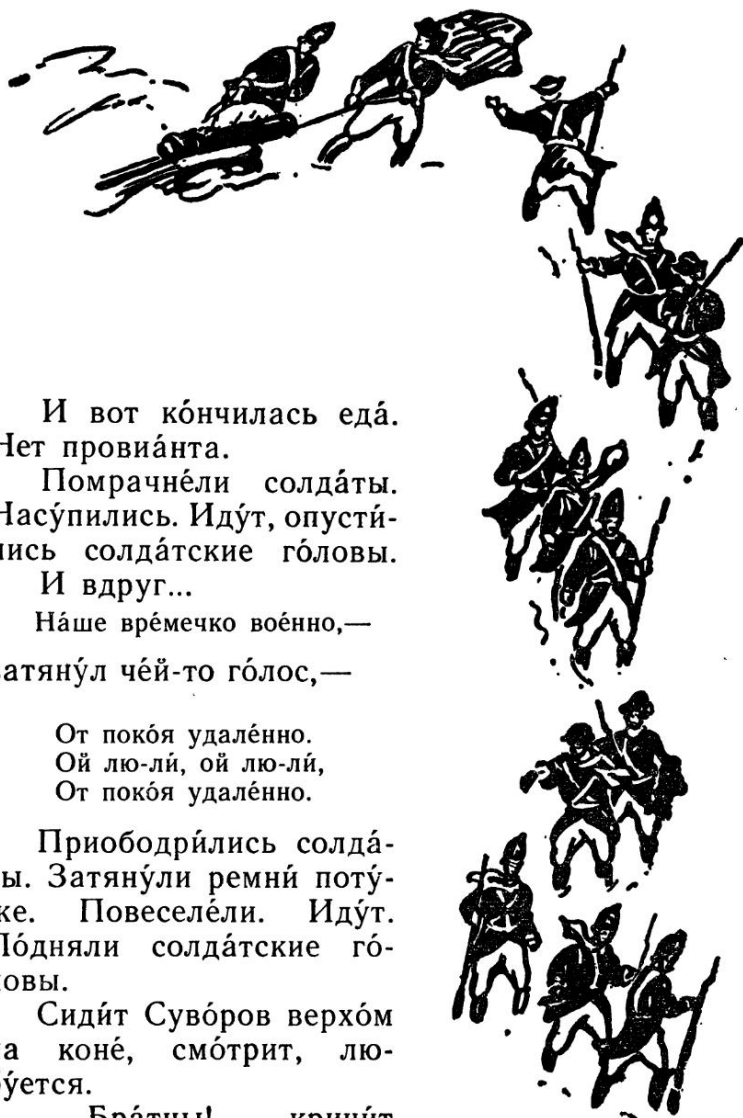 И вот ко́нчилась еда́.
Нет провиа́нта.
Помрачне́ли солда́ты.
Насу́пились. Иду́т, опусти́-
лись солда́тские го́ловы.
И вдруг...
На́ше вре́мечко вое́нно,—
затяну́л че́й-то го́лос,—
От поко́я удале́нно.
Ой лю-ли́, ой лю-ли́,
От поко́я удале́нно.
Приободри́лись солда́-
ы. Затяну́ли ремни́ поту́-
же. Повеселе́ли. Иду́т.
По́дняли солда́тские го́-
ловы.
Сиди́т Суво́ров верхо́м
на коне́, смо́трит, лю-
бу́ется.
Бра́тцы! кричи́т